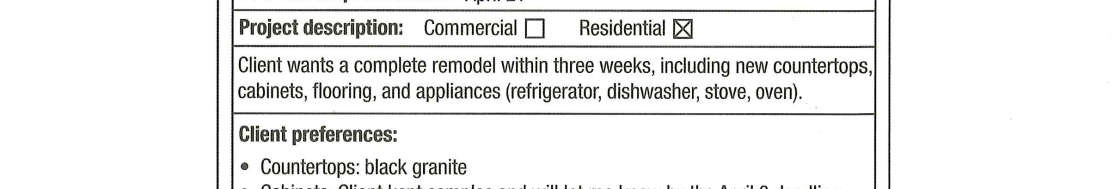 Project description: Commercial ☐ Residential ☒
Client wants a complete remodel within three weeks, including new countertops,
cabinets, flooring, and appliances (refrigerator, dishwasher, stove, oven).
Client preferences:
• Countertops: black granite